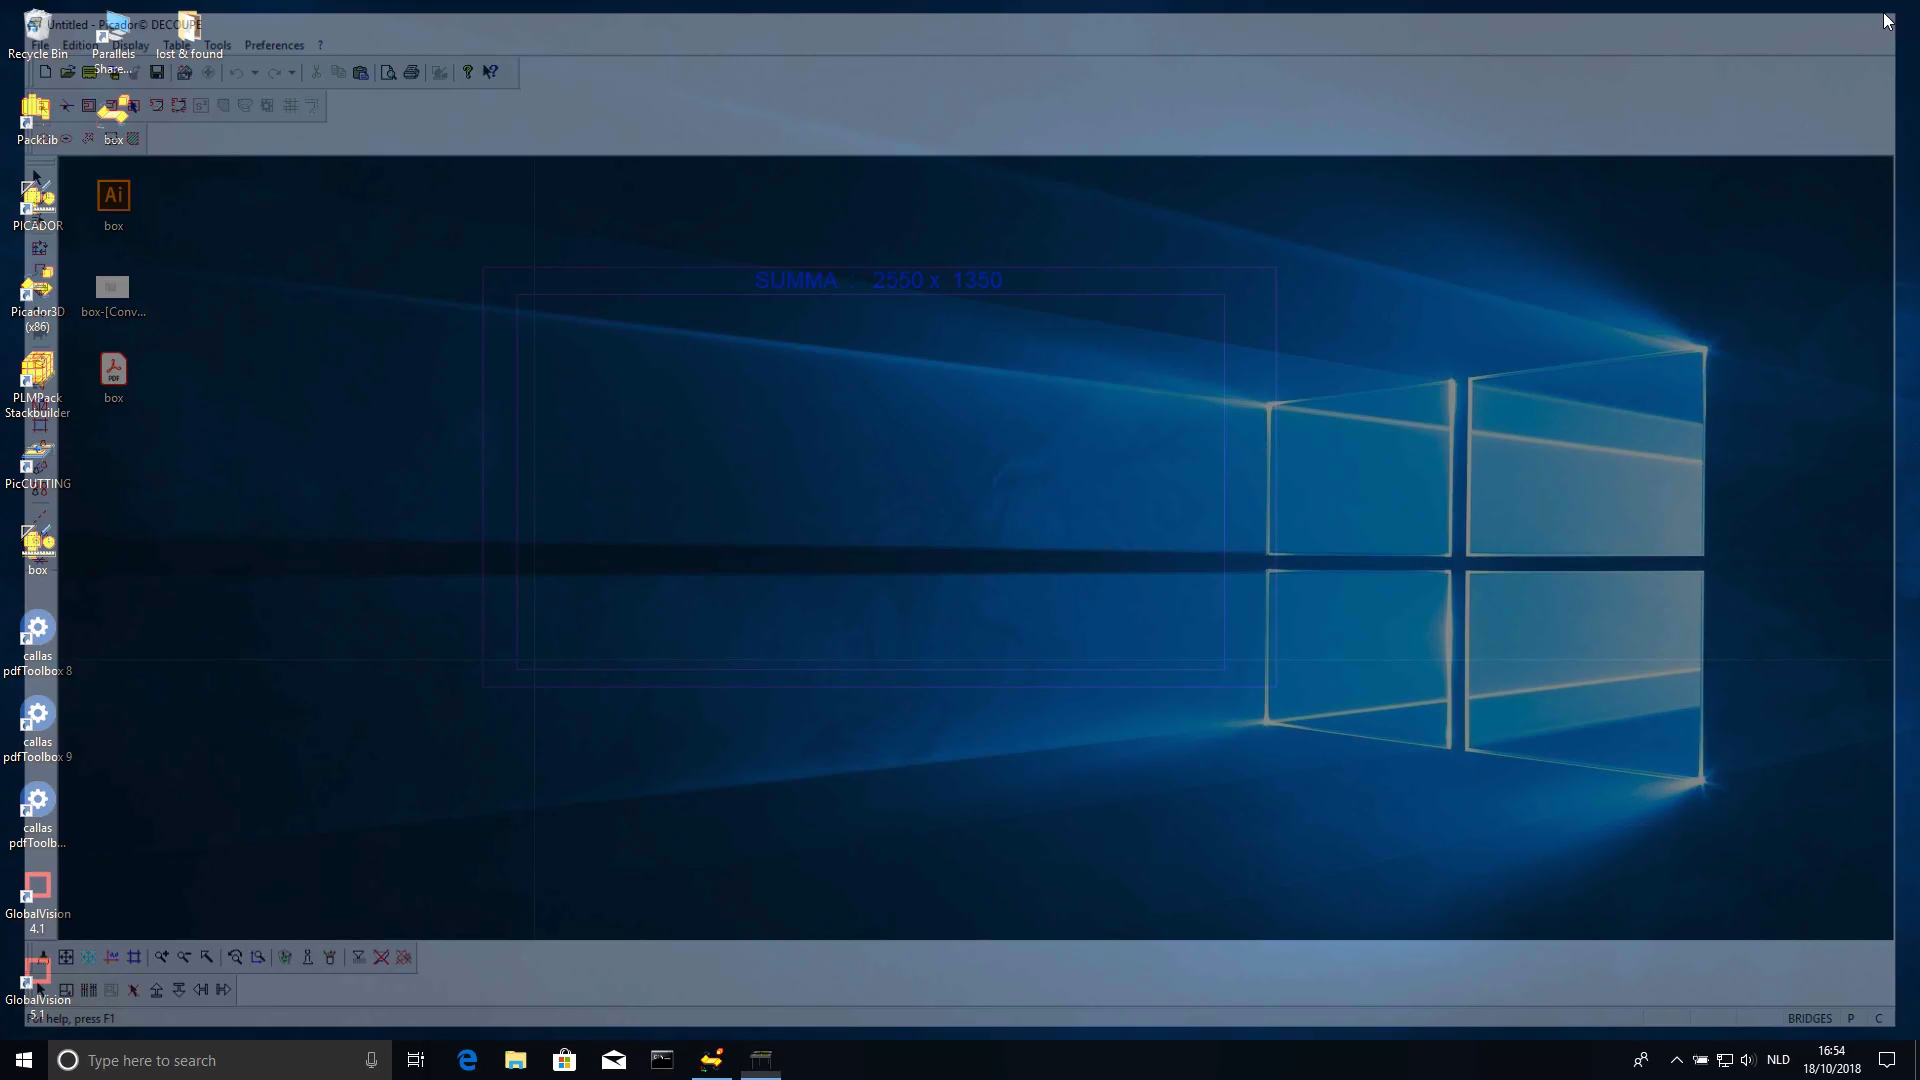 Untitled - Picador© DECOUPE
File Edition Display Table Tools Preferences ?
Recycle Bin
Parallels
Share...
lost & found
PackLib
box
PICADOR
box
Picador3D
(x86)
box-[Conv...
PLMPack
Stackbuilder
box
PicCUTTING
box
callas
pdfToolbox 8
callas
pdfToolbox 9
callas
pdfToolb...
GlobalVision
4.1
GlobalVision
5.1
Ai
PDF
SUMMA : 2550 x 1350
For help, press F1
BRIDGES P C
Type here to search
NLD
16:54
18/10/2018